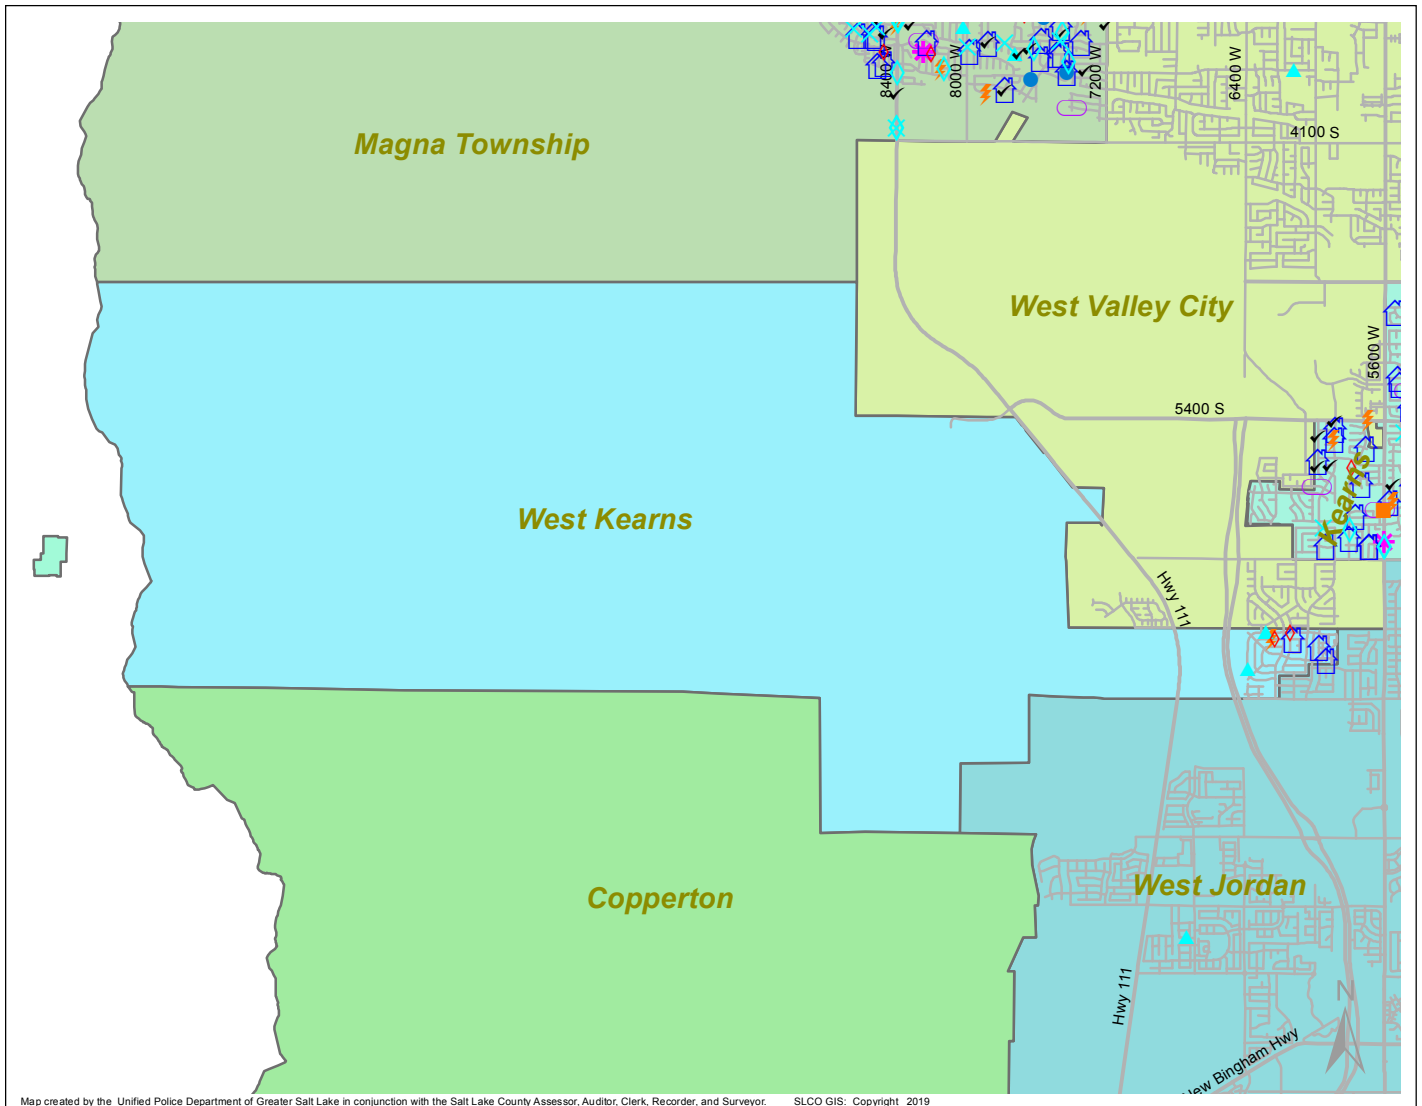 8400 W
8000 W
7200 W
6400 W
4100 S
Magna Township
West Valley City
5600 W
5400 S
Kearns
West Kearns
Hwy 111
West Jordan
Copperton
Hwy 111
N
New Bingham Hwy
Map created by the Unified Police Department of Greater Salt Lake in conjunction with the Salt Lake County Assessor, Auditor, Clerk, Recorder, and Surveyor. SLCO GIS: Copyright 2019